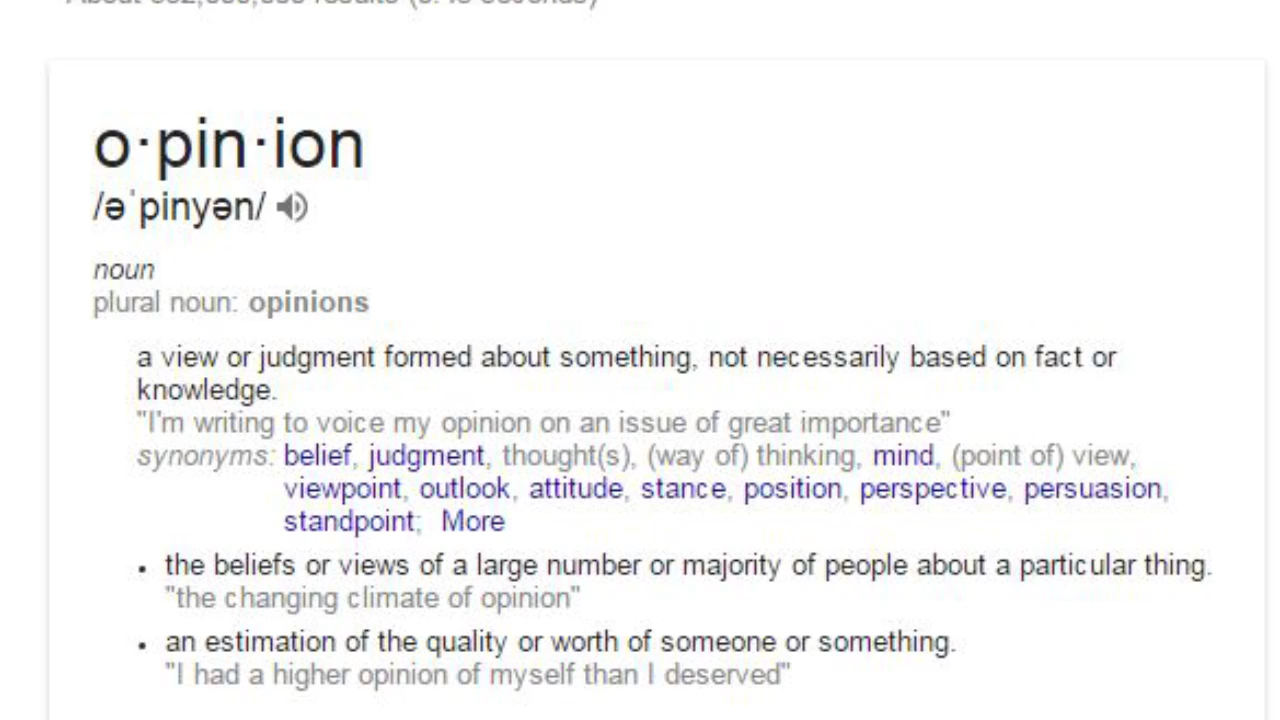 o·pin·ion
/əˈpinyən/
noun
plural noun: opinions
a view or judgment formed about something, not necessarily based on fact or
knowledge.
"I'm writing to voice my opinion on an issue of great importance"
synonyms: belief, judgment, thought(s), (way of) thinking, mind, (point of) view,
viewpoint, outlook, attitude, stance, position, perspective, persuasion,
standpoint; More
• the beliefs or views of a large number or majority of people about a particular thing.
"the changing climate of opinion"
• an estimation of the quality or worth of someone or something.
"I had a higher opinion of myself than I deserved"